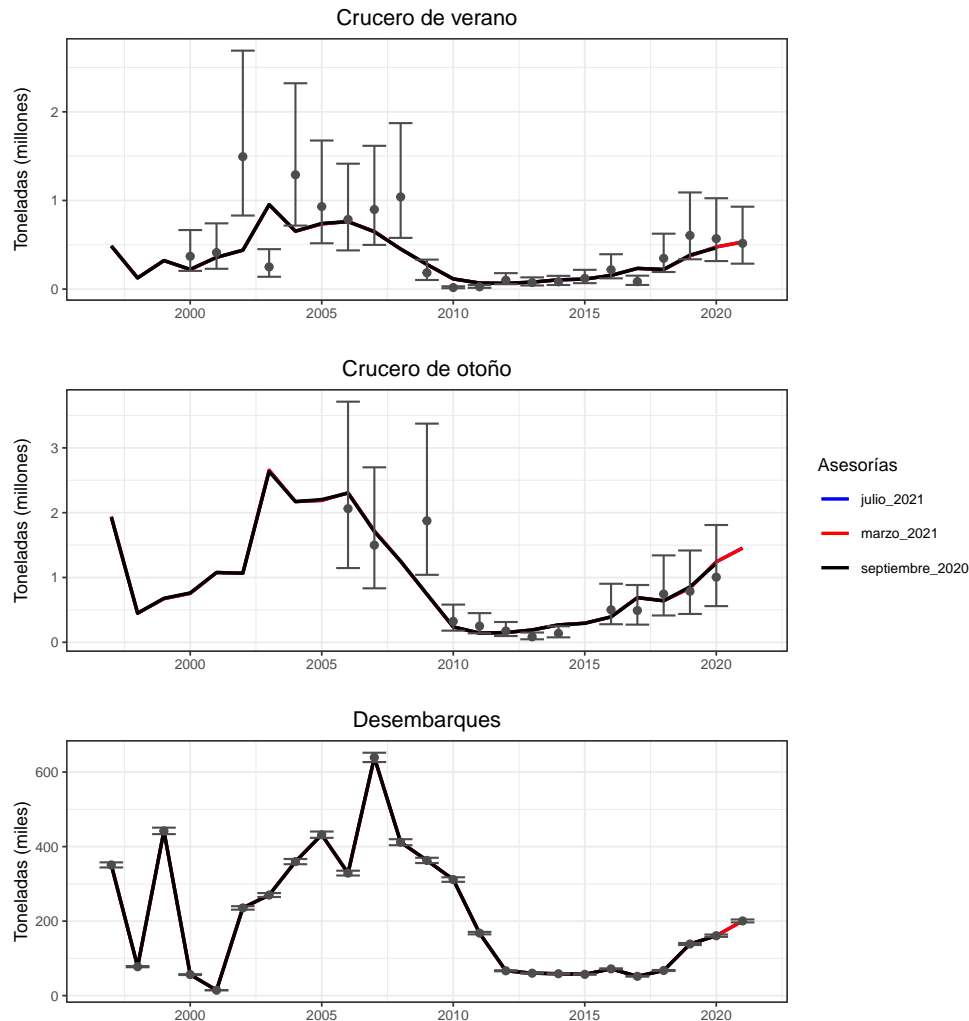 Crucero de verano
Toneladas (millones)
2
1
0
2000 2005 2010 2015 2020
Crucero de otoño
Toneladas (millones)
3
2
1
0
2000 2005 2010 2015 2020
Asesorías
julio_2021
marzo_2021
septiembre_2020
Desembarques
Toneladas (miles)
600
400
200
0
2000 2005 2010 2015 2020